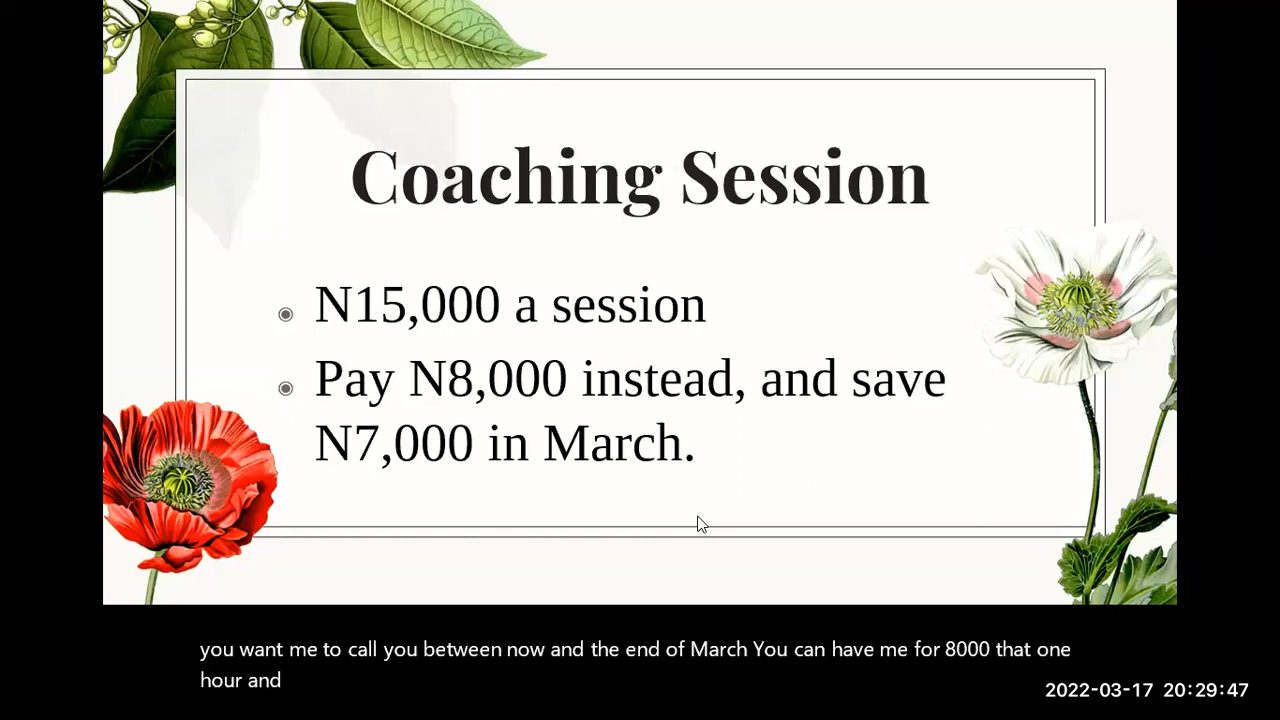 Coaching Session
N15,000 a session
Pay N8,000 instead, and save
N7,000 in March.
you want me to call you between now and the end of March You can have me for 8000 that one
hour and
2022-03-17 20:29:47